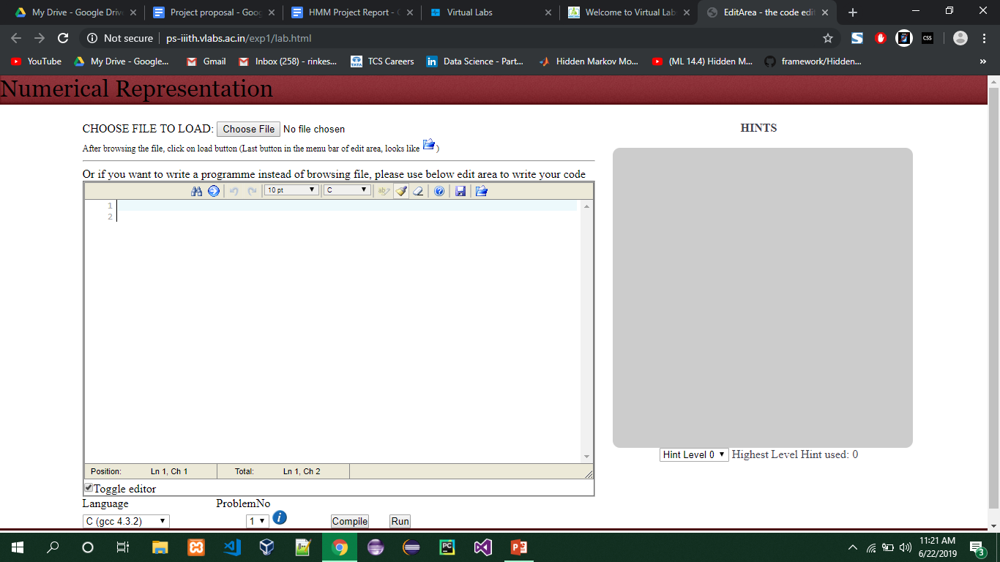 My Drive - Google Driv
Project proposal - Goog
HMM Project Report - G
Virtual Labs
Welcome to Virtual Lab
EditArea - the code edit
Not secure
ps-iiith.vlabs.ac.in/exp1/lab.html
CSS
YouTube
My Drive - Google...
Gmail
Inbox (258) - rinkes...
TATA
TCS Careers
Data Science - Part...
Hidden Markov Mo...
(ML 14.4) Hidden M...
framework/Hidden...
»
Numerical Representation
CHOOSE FILE TO LOAD: Choose File No file chosen
After browsing the file, click on load button (Last button in the menu bar of edit area, looks like )
Or if you want to write a programme instead of browsing file, please use below edit area to write your code
10 pt
C
1
2
Position: Ln 1, Ch 1 Total: Ln 1, Ch 2
Toggle editor
Language ProblemNo
C (gcc 4.3.2) 1 Compile Run
HINTS
Hint Level 0 Highest Level Hint used: 0
PC
11:21 AM
6/22/2019
3